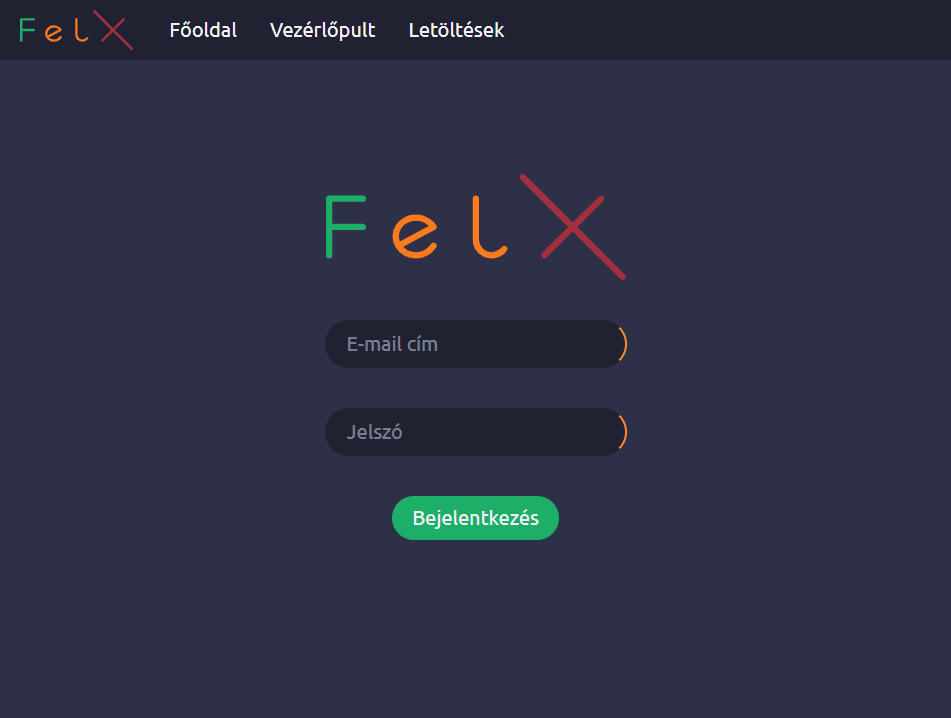 FelX Főoldal Vezérlőpult Letöltések
FelX
E-mail cím
Jelszó
Bejelentkezés